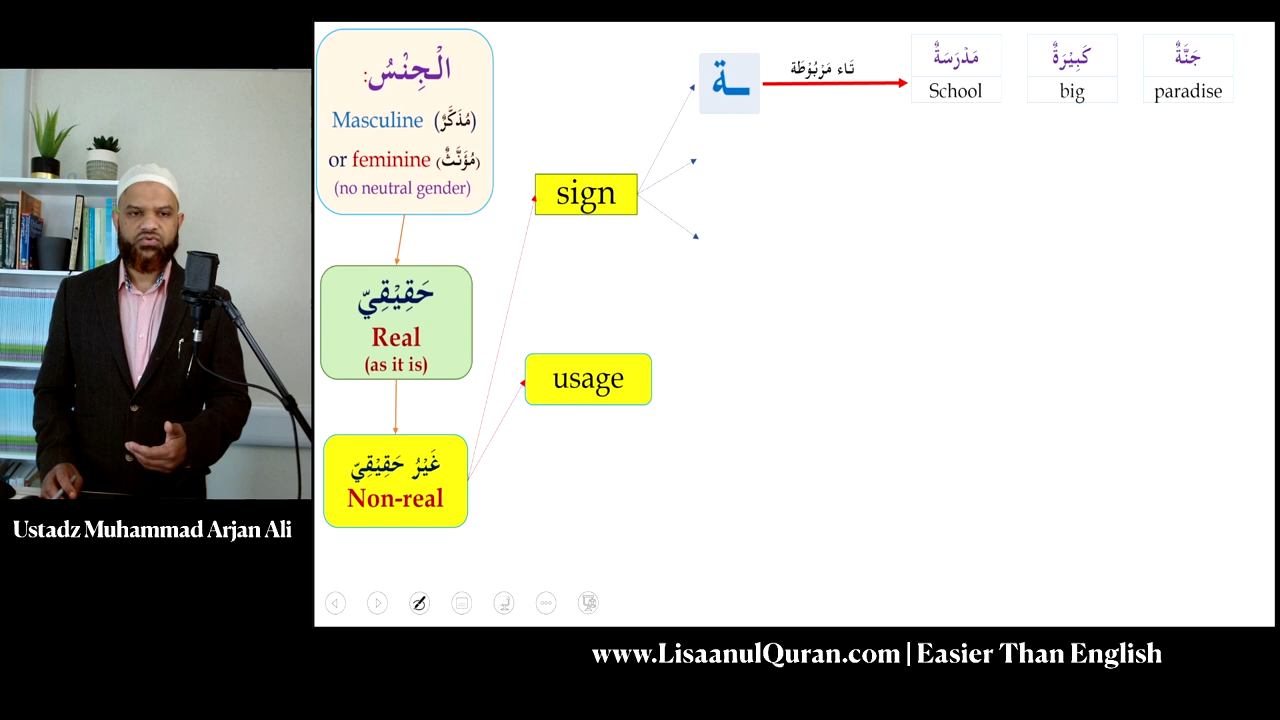 الْجِنْسُ:
Masculine (مُذَكَّرٌ)
or feminine (مُؤَنَّثٌ)
(no neutral gender)
حَقِيْقِيّ
Real
(as it is)
غَيْرُ حَقِيْقِيّ
Non-real
sign
usage
ـة
تَاء مَرْبُوْطَة
مَدْرَسَةٌ
School
كَبِيْرَةٌ
big
جَنَّةٌ
paradise
Ustadz Muhammad Arjan Ali
www.LisaanulQuran.com | Easier Than English